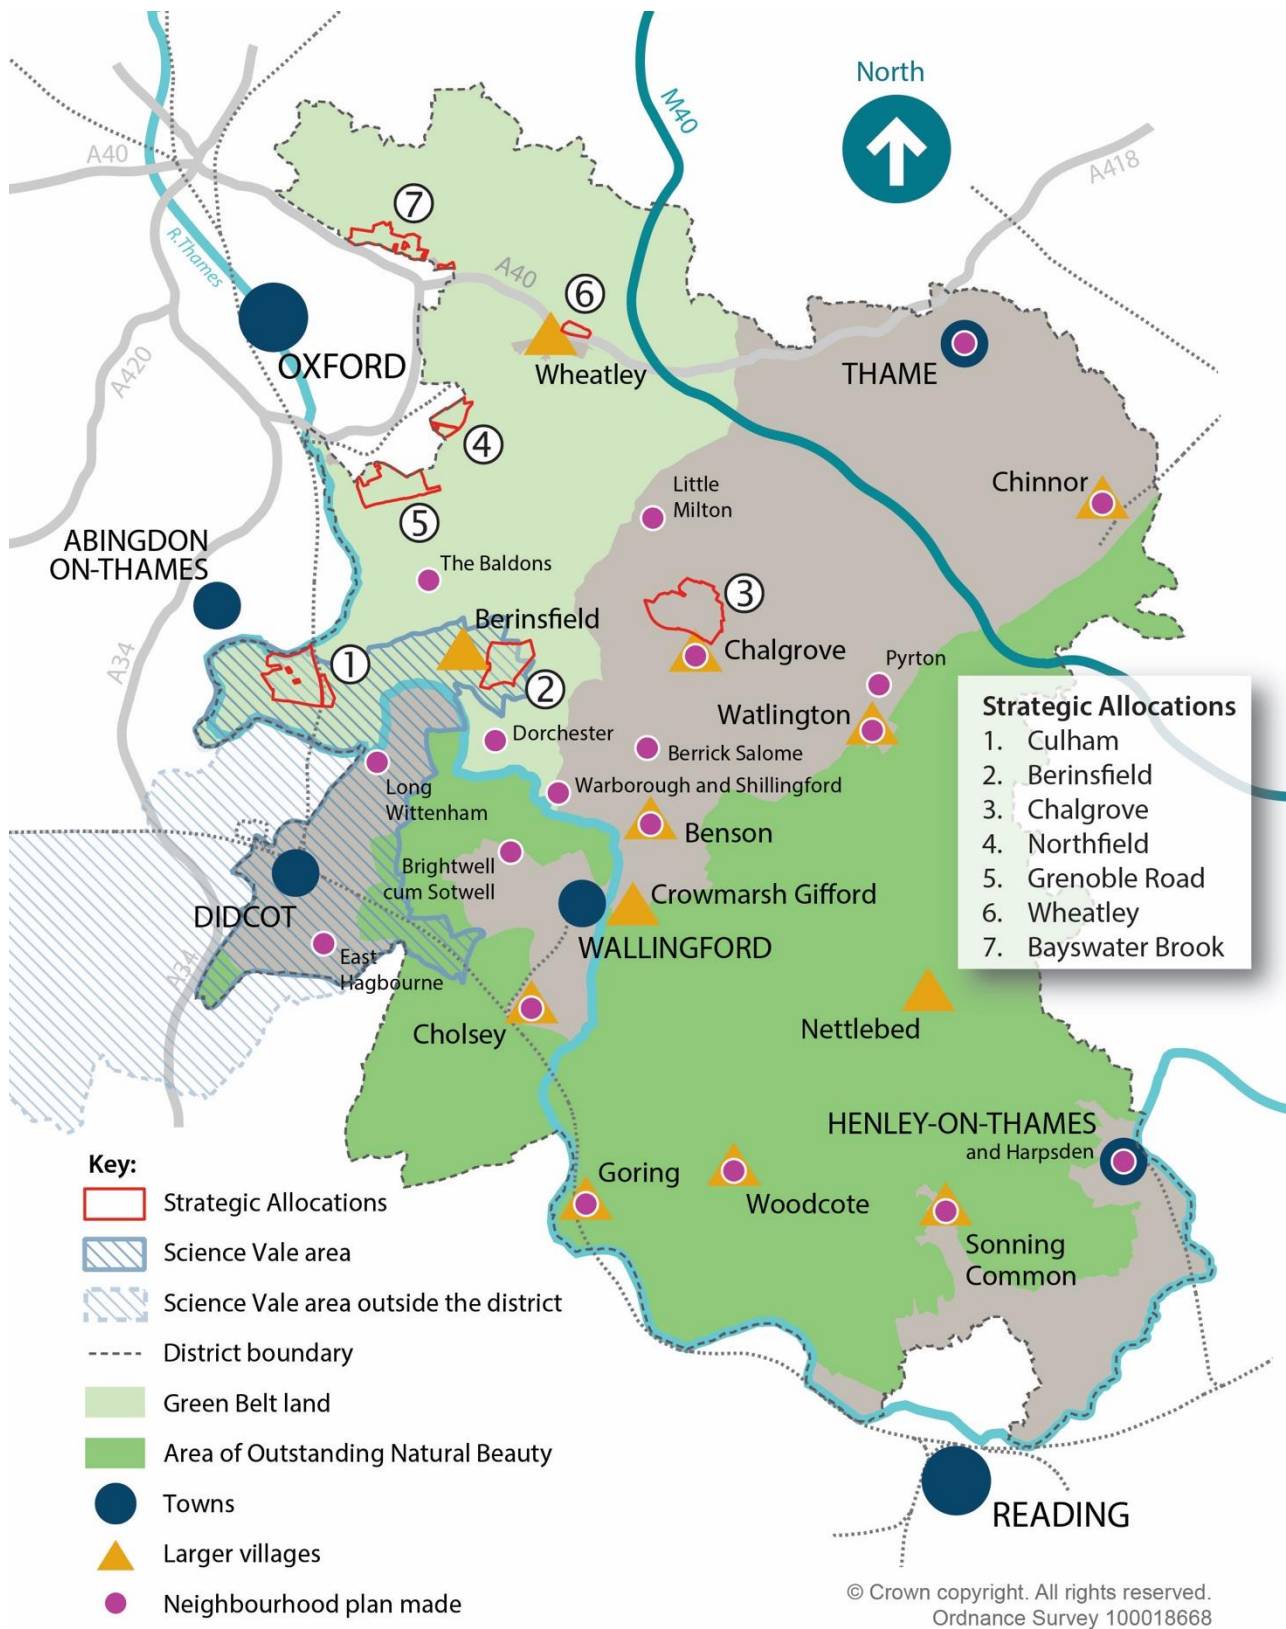 North
M40
A418
A40
R.Thames
7
A40
6
OXFORD
Wheatley
THAME
A420
4
Little
Milton
Chinnor
5
ABINGDON
ON-THAMES
The Baldons
3
Berinsfield
A34
1
2
Chalgrove
Pyrton
Watlington
Dorchester
Berrick Salome
Long
Wittenham
Warborough and Shillingford
Benson
Brightwell
cum Sotwell
Crowmarsh Gifford
DIDCOT
WALLINGFORD
A34
East
Hagbourne
Cholsey
Nettlebed
Strategic Allocations
1. Culham
2. Berinsfield
3. Chalgrove
4. Northfield
5. Grenoble Road
6. Wheatley
7. Bayswater Brook
HENLEY-ON-THAMES
and Harpsden
Goring
Woodcote
Sonning
Common
READING
Key:
Strategic Allocations
Science Vale area
Science Vale area outside the district
District boundary
Green Belt land
Area of Outstanding Natural Beauty
Towns
Larger villages
Neighbourhood plan made
© Crown copyright. All rights reserved.
Ordnance Survey 100018668